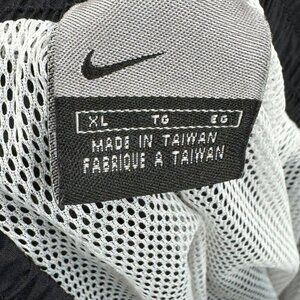 XL TG EG
MADE IN TAIWAN
FABRIQUE A TAIWAN